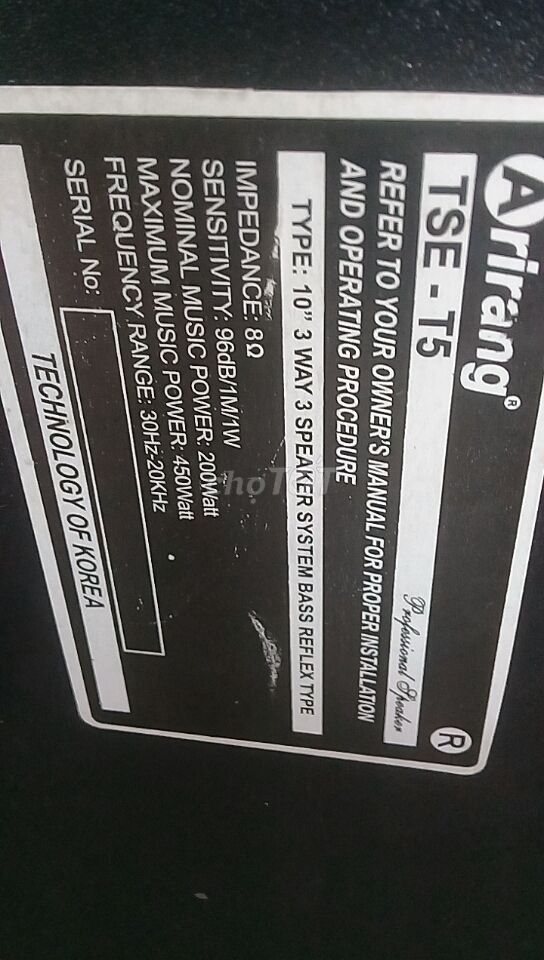 Arirang®
TSE - T5 Professional Speaker ®
REFER TO YOUR OWNER'S MANUAL FOR PROPER INSTALLATION
AND OPERATING PROCEDURE
TYPE: 10" 3 WAY 3 SPEAKER SYSTEM BASS REFLEX TYPE
IMPEDANCE: 8Ω
SENSITIVITY: 96dB/1M/1W
NOMINAL MUSIC POWER: 200Watt
MAXIMUM MUSIC POWER: 450Watt
FREQUENCY RANGE: 30Hz-20KHz
SERIAL No:
TECHNOLOGY OF KOREA
chợTỐT